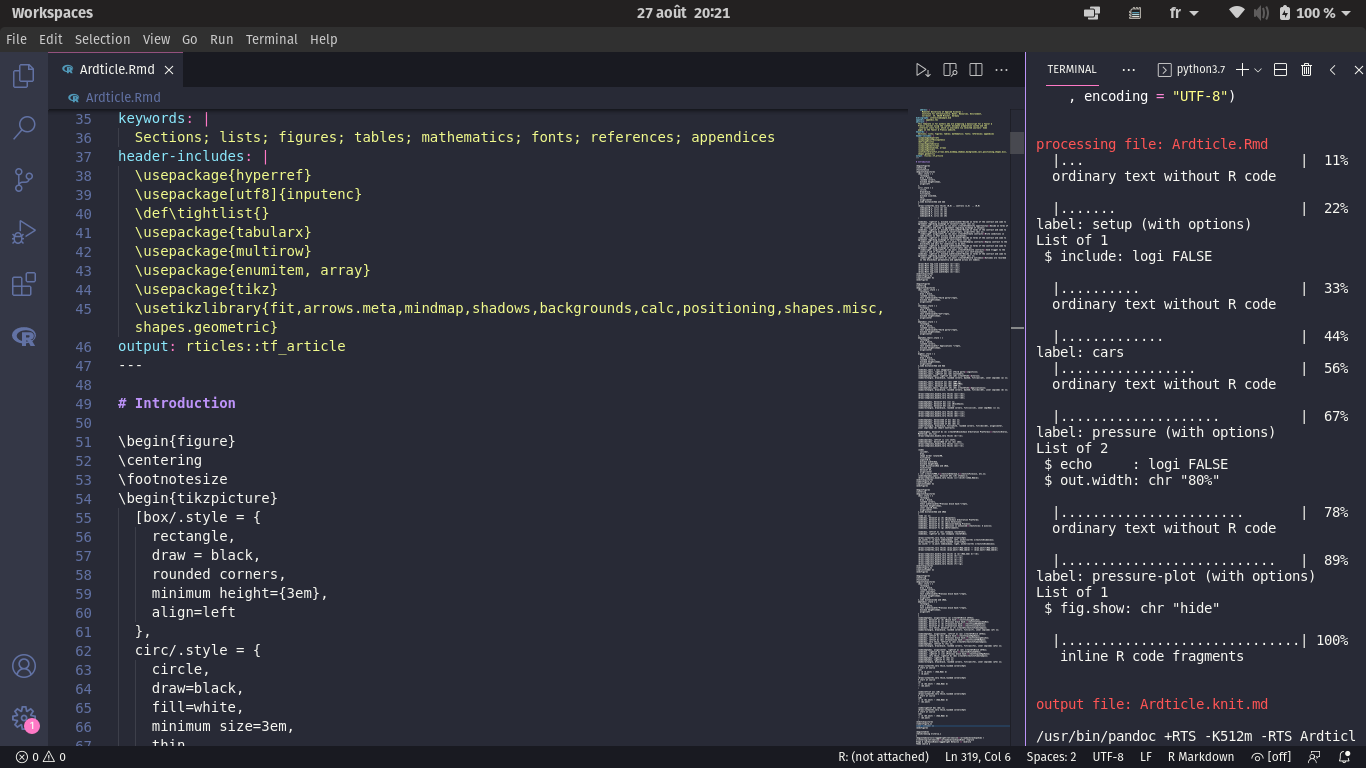 Workspaces
27 août 20:21
fr
100 %
File Edit Selection View Go Run Terminal Help
Ardticle.Rmd
Ardticle.Rmd
35 keywords: |
36 Sections; lists; figures; tables; mathematics; fonts; references; appendices
37 header-includes: |
38 \usepackage{hyperref}
39 \usepackage[utf8]{inputenc}
40 \def\tightlist{}
41 \usepackage{tabularx}
42 \usepackage{multirow}
43 \usepackage{enumitem, array}
44 \usepackage{tikz}
45 \usetikzlibrary{fit,arrows.meta,mindmap,shadows,backgrounds,calc,positioning,shapes.misc,
shapes.geometric}
46 output: rticles::tf_article
47 ---
48
49 # Introduction
50
51 \begin{figure}
52 \centering
53 \footnotesize
54 \begin{tikzpicture}
55 [box/.style = {
56 rectangle,
57 draw = black,
58 rounded corners,
59 minimum height={3em},
60 align=left
61 },
62 circ/.style = {
63 circle,
64 draw=black,
65 fill=white,
66 minimum size=3em,
67 thin
TERMINAL
python3.7
, encoding = "UTF-8")
processing file: Ardticle.Rmd
|... | 11%
ordinary text without R code
|....... | 22%
label: setup (with options)
List of 1
$ include: logi FALSE
|.......... | 33%
ordinary text without R code
|............. | 44%
label: cars
|................. | 56%
ordinary text without R code
|.................... | 67%
label: pressure (with options)
List of 2
$ echo : logi FALSE
$ out.width: chr "80%"
|....................... | 78%
ordinary text without R code
|........................... | 89%
label: pressure-plot (with options)
List of 1
$ fig.show: chr "hide"
|..............................| 100%
inline R code fragments
output file: Ardticle.knit.md
/usr/bin/pandoc +RTS -K512m -RTS Ardticl
0 0
R: (not attached)
Ln 319, Col 6
Spaces: 2
UTF-8
LF
R Markdown
[off]
1